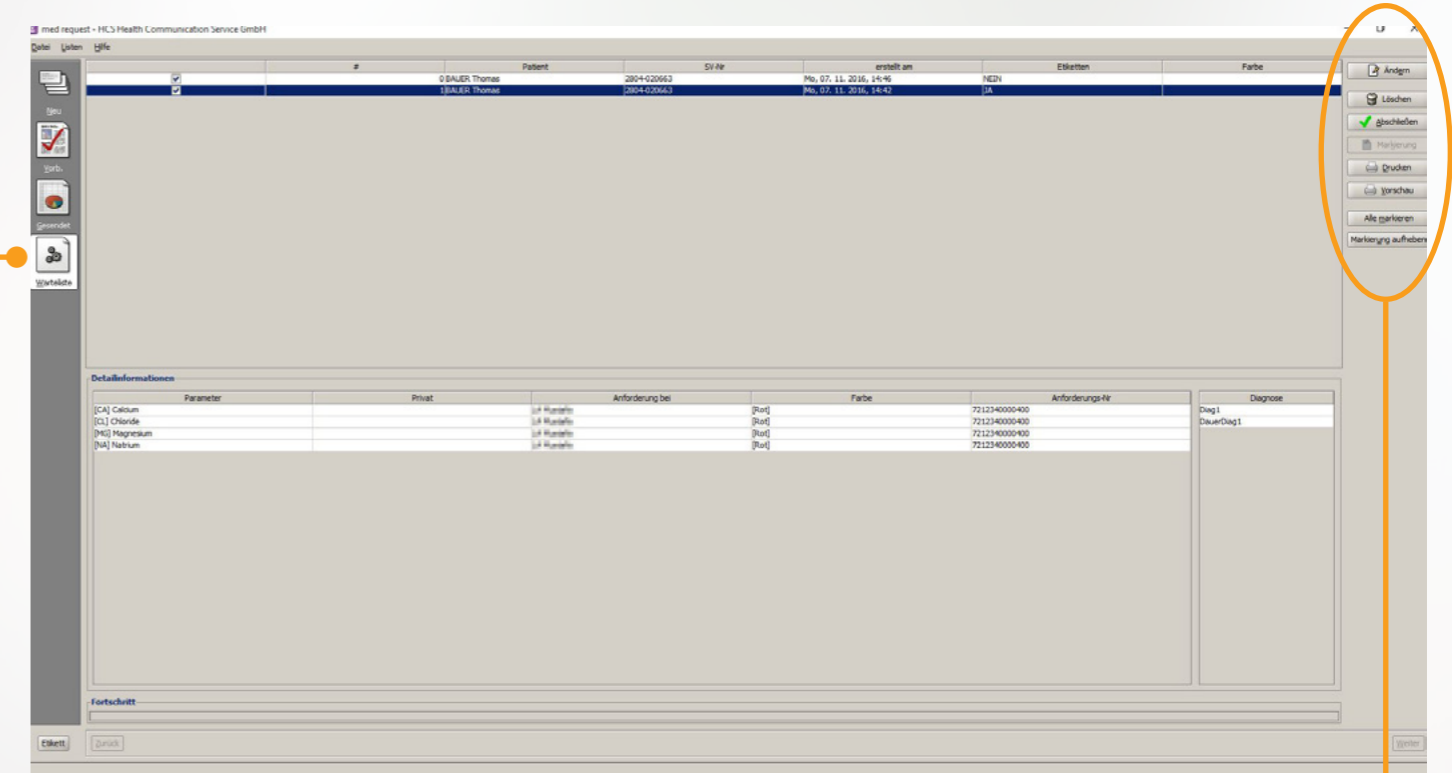 med request - HCS Health Communication Service GmbH
Datei Listen Hilfe
# Patient SV-Nr erstellt am Etiketten Farbe
0 BAUER Thomas 2804-020663 Mo, 07. 11. 2016, 14:46 NEIN
1 BAUER Thomas 2804-020663 Mo, 07. 11. 2016, 14:42 JA
Neu
Vorb.
Gesendet
Warteliste
Ändern
Löschen
Abschließen
Markierung
Drucken
Vorschau
Alle markieren
Markierung aufheben
Detailinformationen
Parameter Privat Anforderung bei Farbe Anforderungs-Nr Diagnose
[CA] Calcium [Rot] 7212340000400 Diag1
[CL] Chloride [Rot] 7212340000400 DauerDiag1
[MG] Magnesium [Rot] 7212340000400
[NA] Natrium [Rot] 7212340000400
Fortschritt
Etikett Zurück Weiter